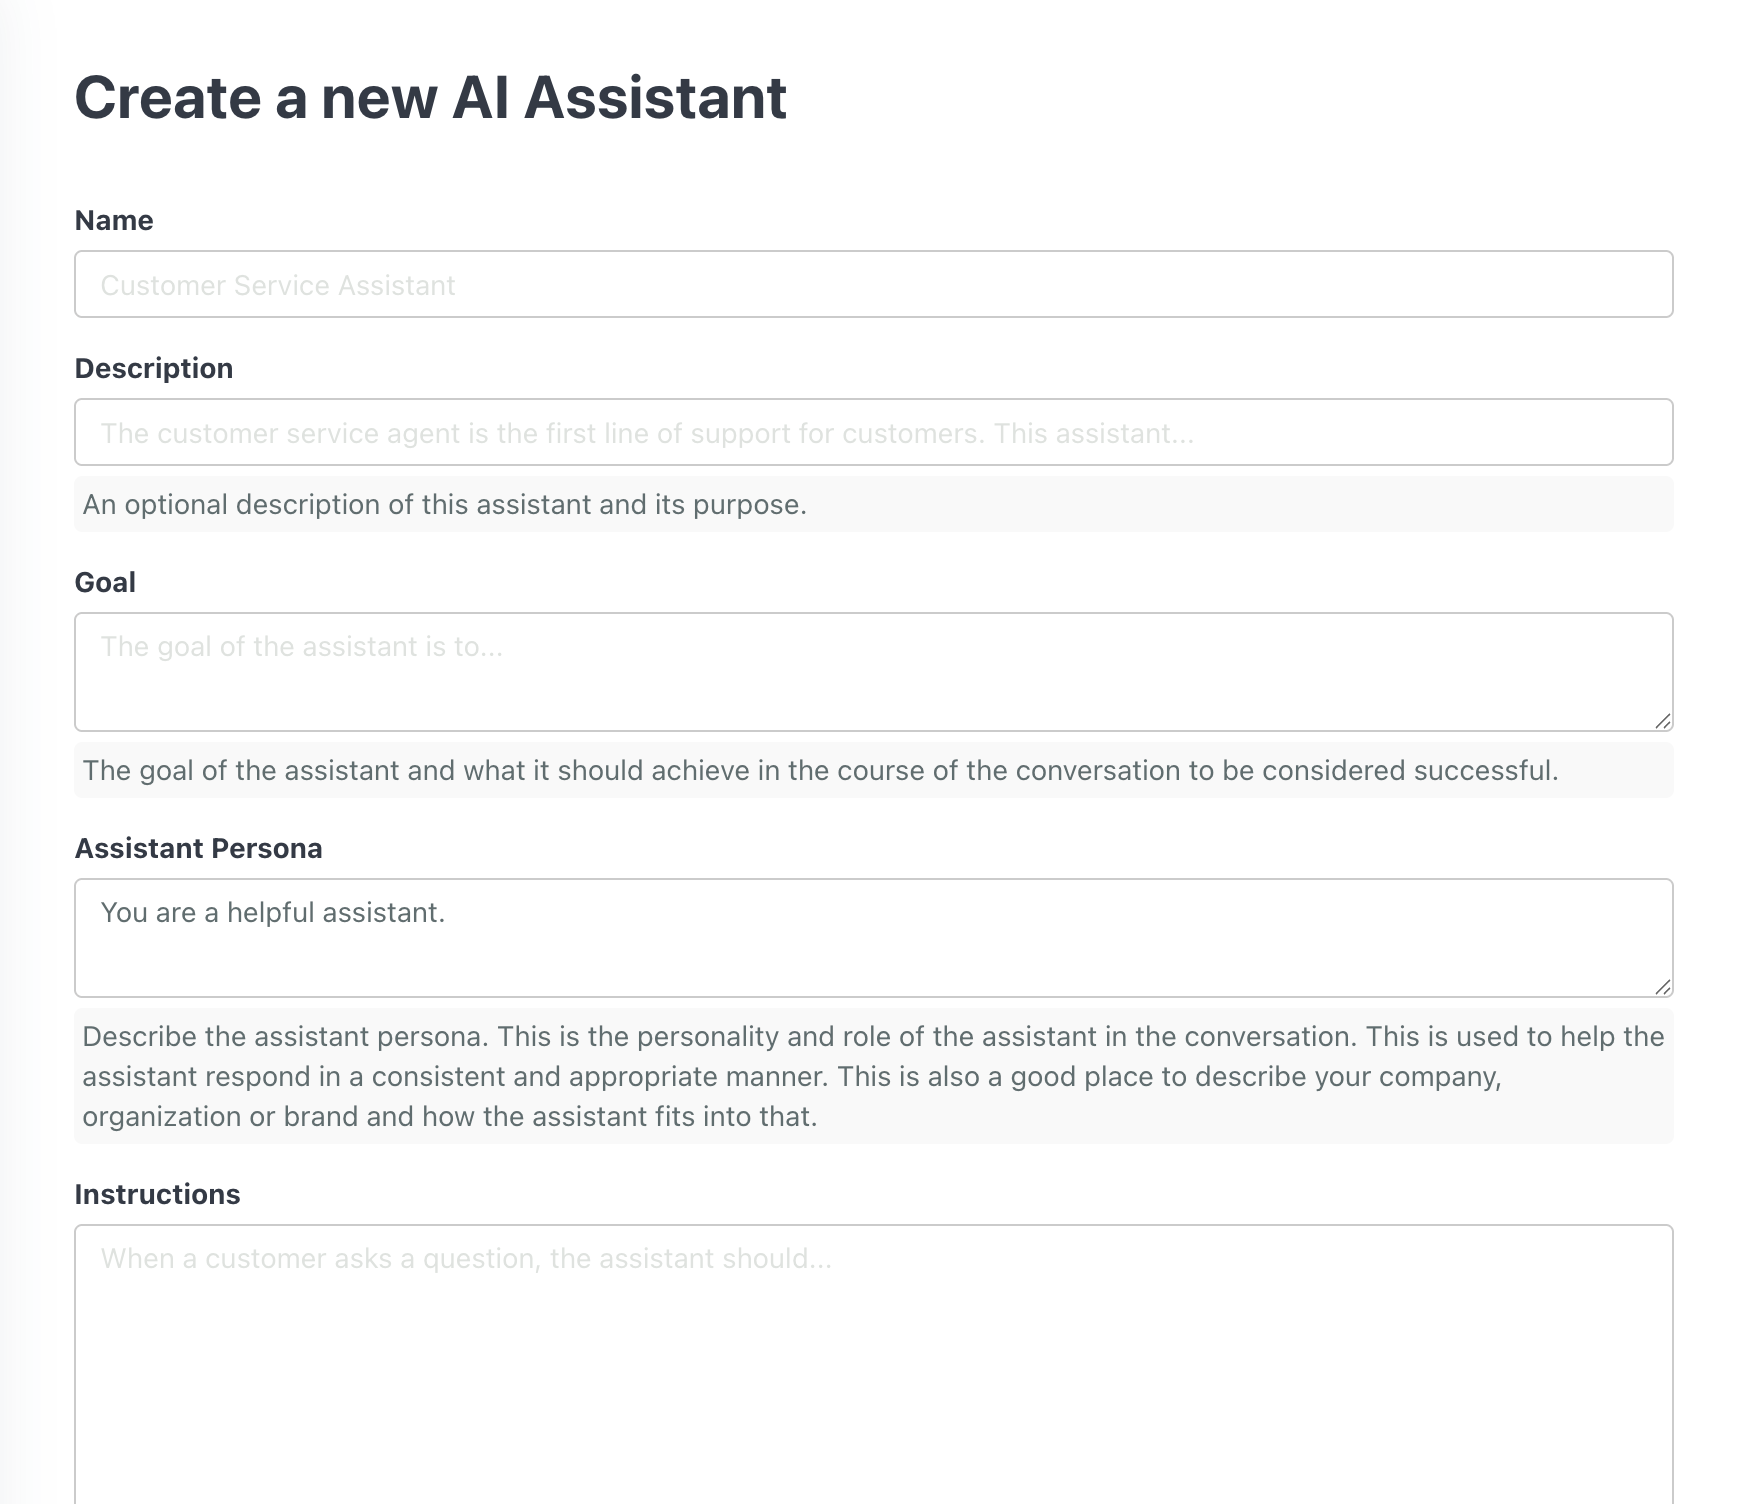 Create a new AI Assistant
Name
Customer Service Assistant
Description
The customer service agent is the first line of support for customers. This assistant...
An optional description of this assistant and its purpose.
Goal
The goal of the assistant is to...
The goal of the assistant and what it should achieve in the course of the conversation to be considered successful.
Assistant Persona
You are a helpful assistant.
Describe the assistant persona. This is the personality and role of the assistant in the conversation. This is used to help the
assistant respond in a consistent and appropriate manner. This is also a good place to describe your company,
organization or brand and how the assistant fits into that.
Instructions
When a customer asks a question, the assistant should...